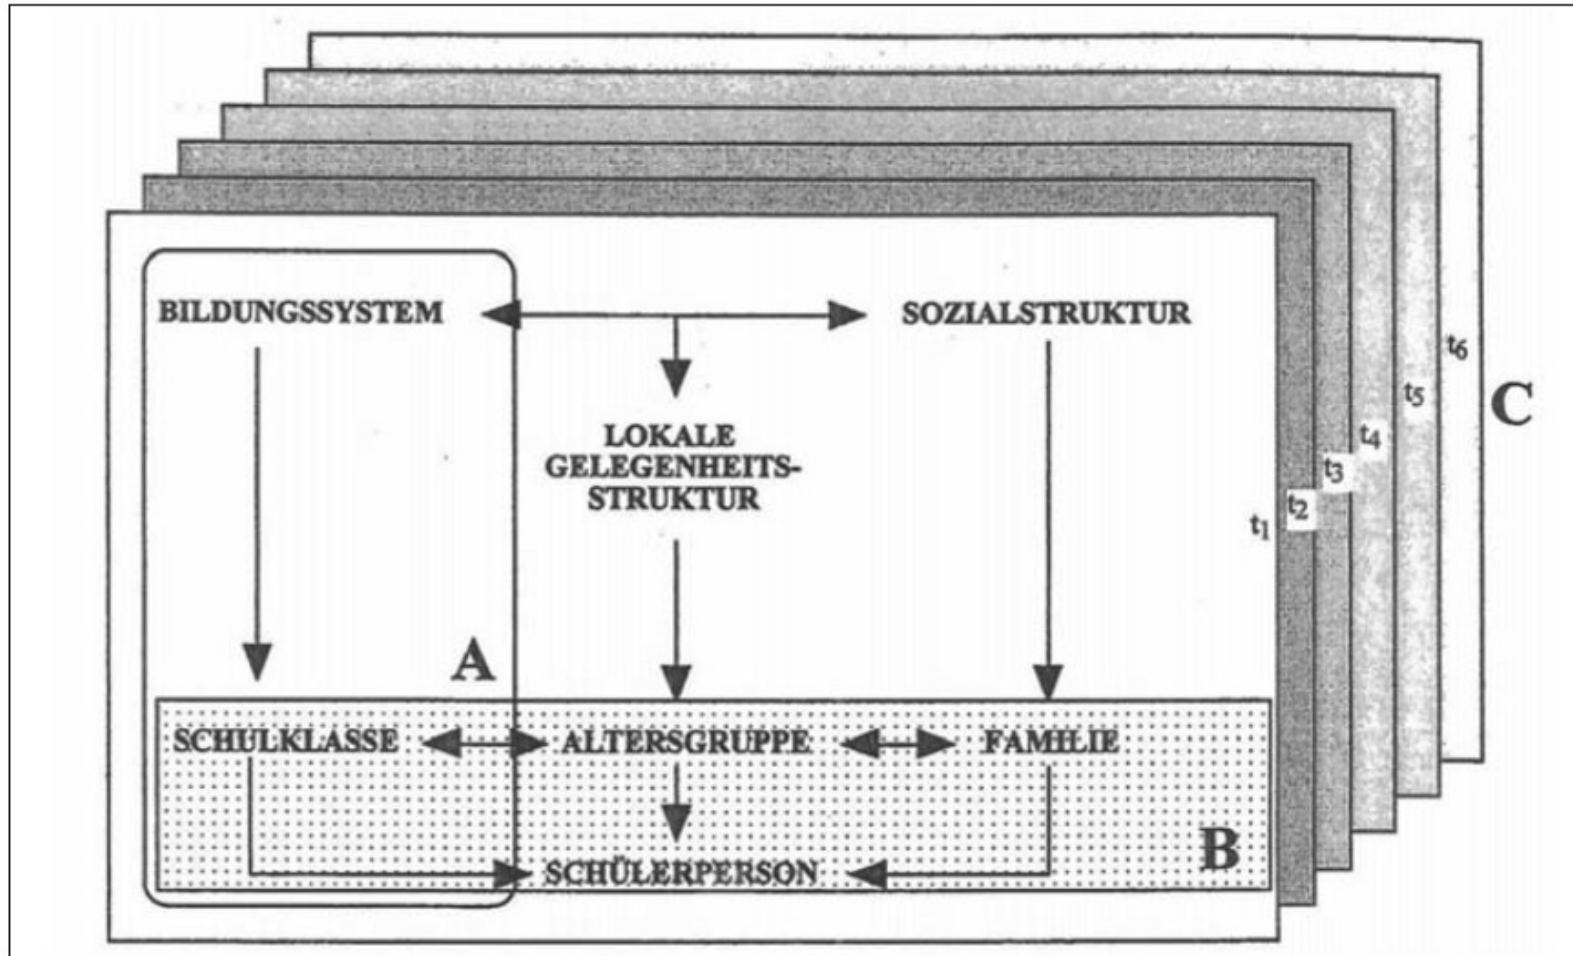 BILDUNGSSYSTEM
SOZIALSTRUKTUR
LOKALE
GELEGENHEITS-
STRUKTUR
A
SCHULKLASSE
ALTERSGRUPPE
FAMILIE
SCHÜLERPERSON
B
t1
t2
t3
t4
t5
t6
C